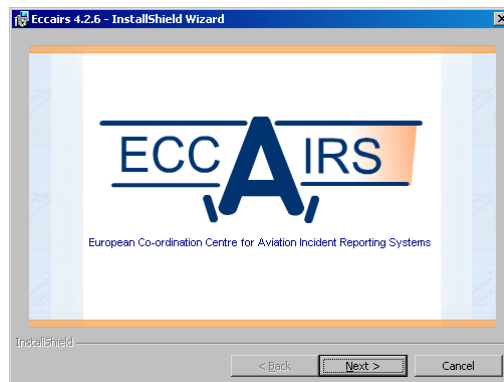 Eccairs 4.2.6 - InstallShield Wizard
ECCAIRS
European Co-ordination Centre for Aviation Incident Reporting Systems
InstallShield
< Back Next > Cancel